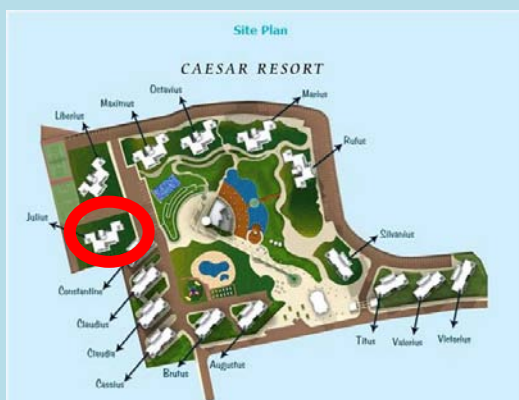 Site Plan
CAESAR RESORT
Octavius
Marius
Maximus
Liberius
Rufus
Julius
Silvanius
Constantine
Claudius
Claudia
Titus
Valerius
Victorius
Brutus
Augustus
Cassius